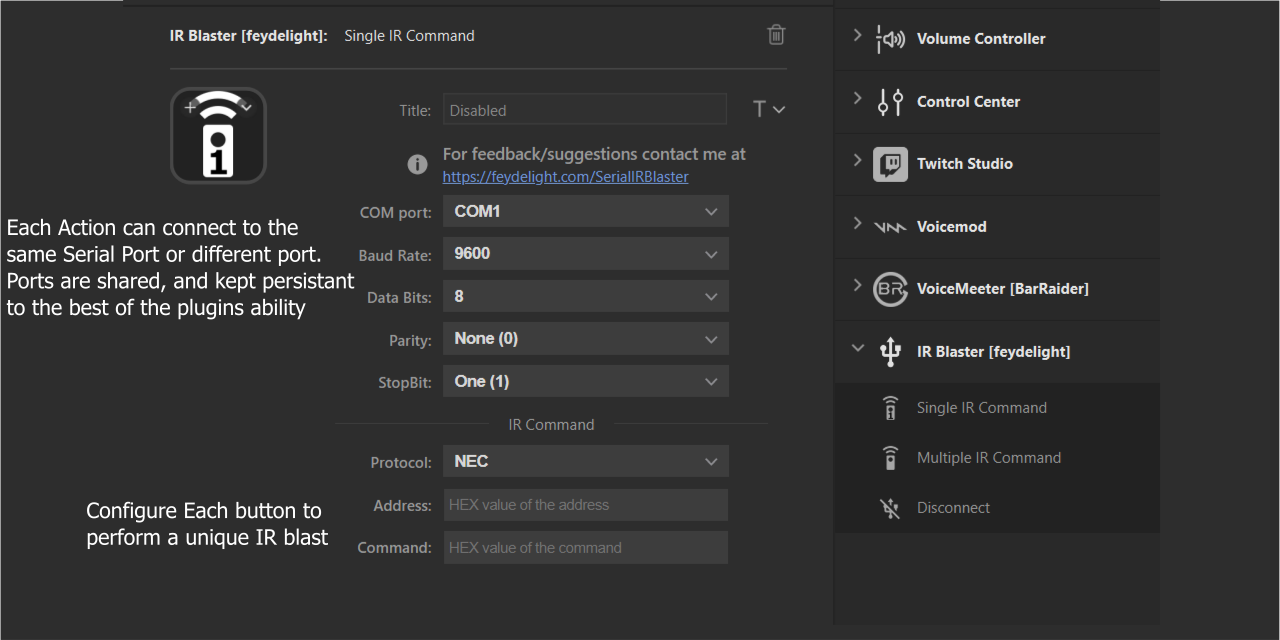 IR Blaster [feydelight]: Single IR Command
Title: Disabled T
For feedback/suggestions contact me at
https://feydelight.com/SerialIRBlaster
Each Action can connect to the
same Serial Port or different port.
Ports are shared, and kept persistant
to the best of the plugins ability
COM port: COM1
Baud Rate: 9600
Data Bits: 8
Parity: None (0)
StopBit: One (1)
IR Command
Protocol: NEC
Configure Each button to
perform a unique IR blast
Address: HEX value of the address
Command: HEX value of the command
Volume Controller
Control Center
Twitch Studio
Voicemod
BR VoiceMeeter [BarRaider]
IR Blaster [feydelight]
Single IR Command
Multiple IR Command
Disconnect